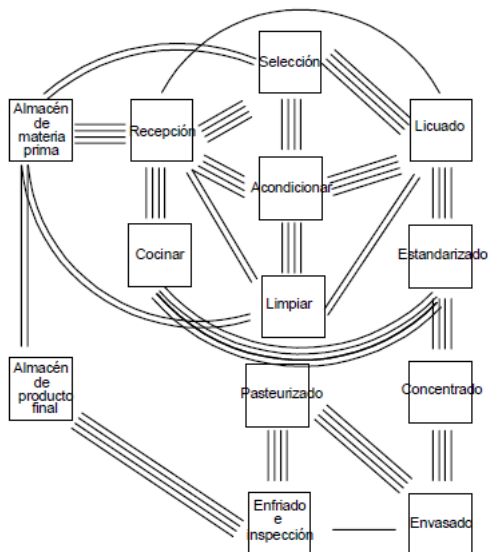 Selección
Almacén
de
materia
prima
Recepción
Licuado
Acondicionar
Cocinar
Estandarizado
Limpiar
Almacén
de
producto
final
Pasteurizado
Concentrado
Enfriado
e
inspección
Envasado